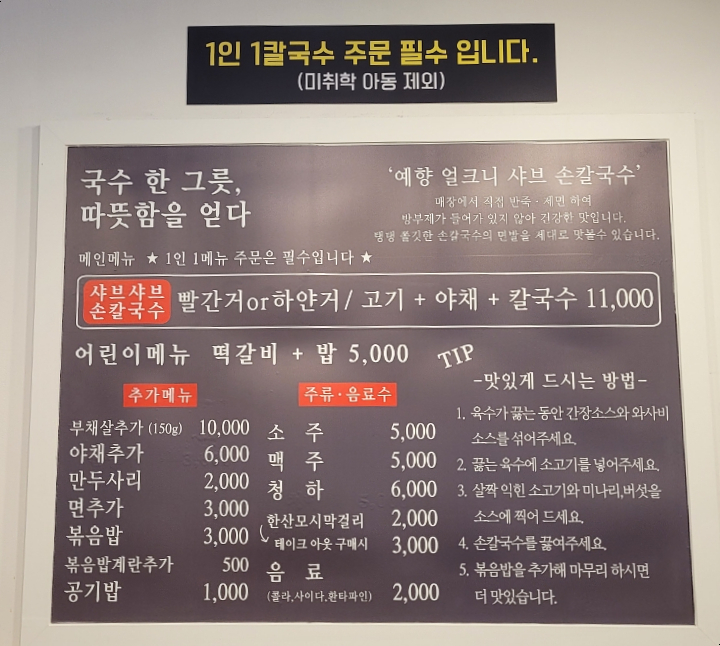 1인 1칼국수 주문 필수 입니다.
(미취학 아동 제외)
국수 한 그릇,
따뜻함을 얻다
'예향 얼크니 샤브 손칼국수'
매장에서 직접 반죽·제면 하여
방부제가 들어가 있지 않아 건강한 맛입니다.
탱탱 쫄깃한 손칼국수의 면발을 제대로 맛볼수 있습니다.
메인메뉴 ★ 1인 1메뉴 주문은 필수입니다 ★
샤브샤브
손칼국수
빨간거or하얀거/ 고기 + 야채 + 칼국수 11,000
어린이메뉴 떡갈비 + 밥 5,000
추가메뉴
부채살추가 (150g) 10,000
야채추가 6,000
만두사리 2,000
면추가 3,000
볶음밥 3,000
볶음밥계란추가 500
공기밥 1,000
주류·음료수
소 주 5,000
맥 주 5,000
청 하 6,000
한산모시막걸리 2,000
테이크 아웃 구매시 3,000
음 료
(콜라,사이다,환타파인) 2,000
TIP
-맛있게 드시는 방법-
1. 육수가 끓는 동안 간장소스와 와사비
소스를 섞어주세요.
2. 끓는 육수에 소고기를 넣어주세요.
3. 살짝 익힌 소고기와 미나리,버섯을
소스에 찍어 드세요.
4. 손칼국수를 끓여주세요.
5. 볶음밥을 추가해 마무리 하시면
더 맛있습니다.